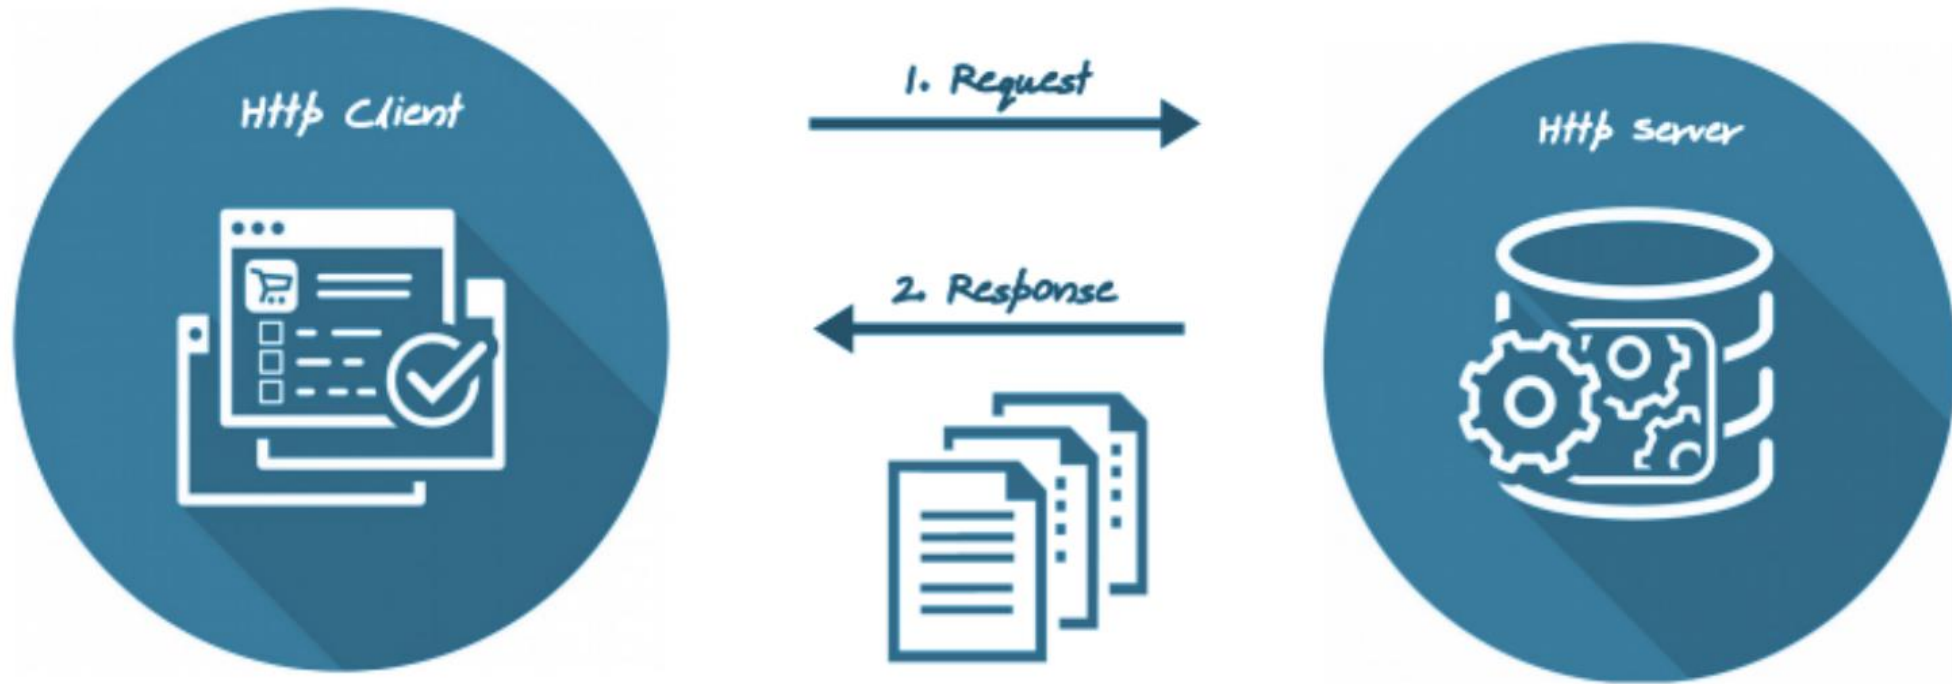 Http Client
1. Request
Http Server
2. Response